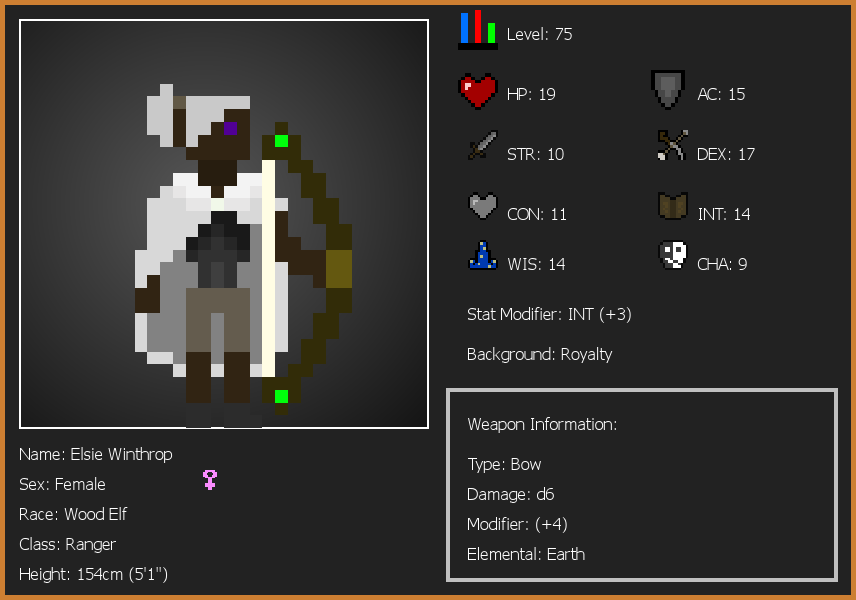 Level: 75
HP: 19
AC: 15
STR: 10
DEX: 17
CON: 11
INT: 14
WIS: 14
CHA: 9
Stat Modifier: INT (+3)
Background: Royalty
Weapon Information:
Type: Bow
Damage: d6
Modifier: (+4)
Elemental: Earth
Name: Elsie Winthrop
Sex: Female
Race: Wood Elf
Class: Ranger
Height: 154cm (5'1")